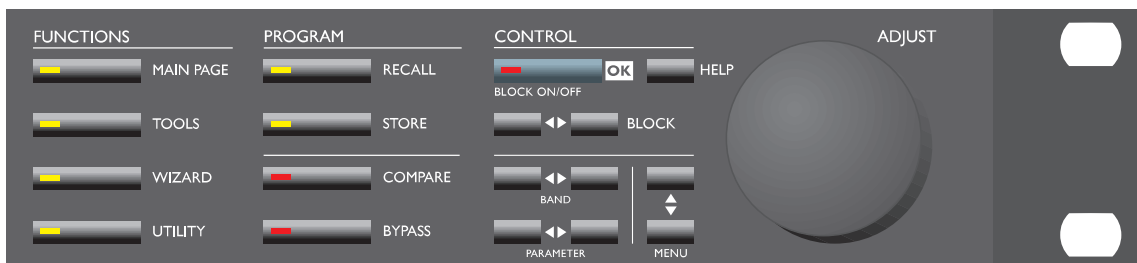 FUNCTIONS
MAIN PAGE
TOOLS
WIZARD
UTILITY
PROGRAM
RECALL
STORE
COMPARE
BYPASS
CONTROL
OK
HELP
BLOCK ON/OFF
BLOCK
BAND
PARAMETER
MENU
ADJUST